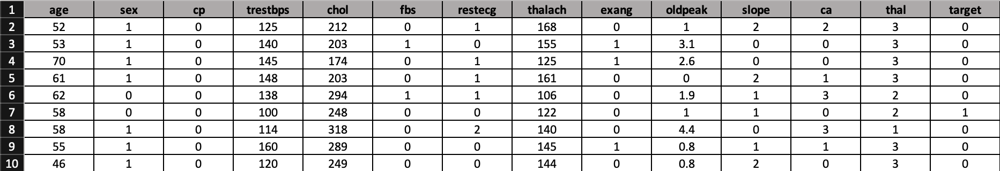 1 age sex cp trestbps chol fbs restecg thalach exang oldpeak slope ca thal target
2 52 1 0 125 212 0 1 168 0 1 2 2 3 0
3 53 1 0 140 203 1 0 155 1 3.1 0 0 3 0
4 70 1 0 145 174 0 1 125 1 2.6 0 0 3 0
5 61 1 0 148 203 0 1 161 0 0 2 1 3 0
6 62 0 0 138 294 1 1 106 0 1.9 1 3 2 0
7 58 0 0 100 248 0 0 122 0 1 1 0 2 1
8 58 1 0 114 318 0 2 140 0 4.4 0 3 1 0
9 55 1 0 160 289 0 0 145 1 0.8 1 1 3 0
10 46 1 0 120 249 0 0 144 0 0.8 2 0 3 0